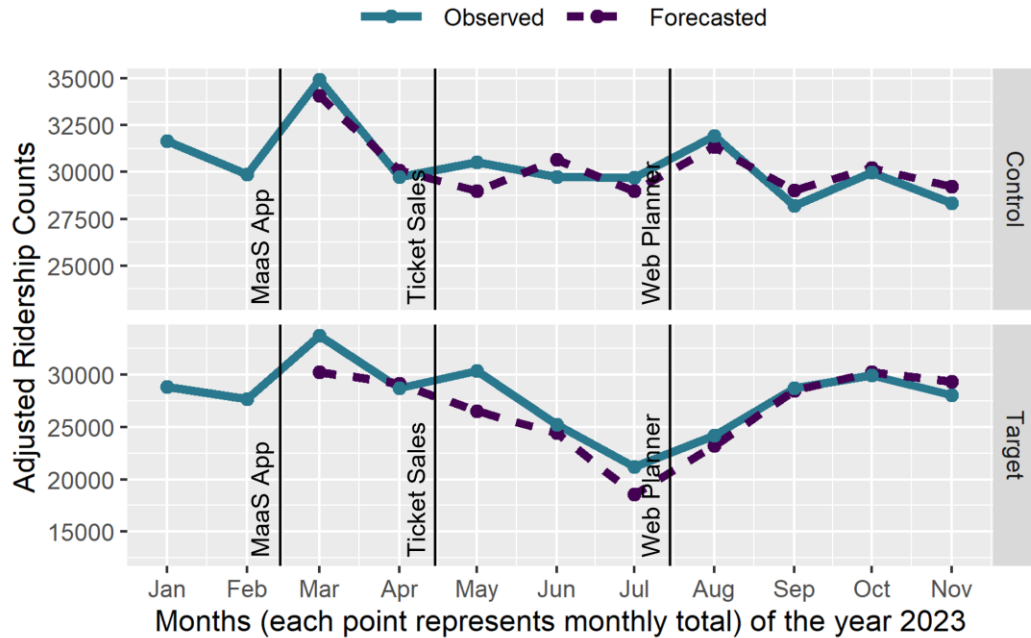 Observed Forecasted
35000
32500
30000
27500
25000
MaaS App
Ticket Sales
Web Planner
Control
Adjusted Ridership Counts
30000
25000
20000
15000
MaaS App
Ticket Sales
Web Planner
Target
Jan Feb Mar Apr May Jun Jul Aug Sep Oct Nov
Months (each point represents monthly total) of the year 2023